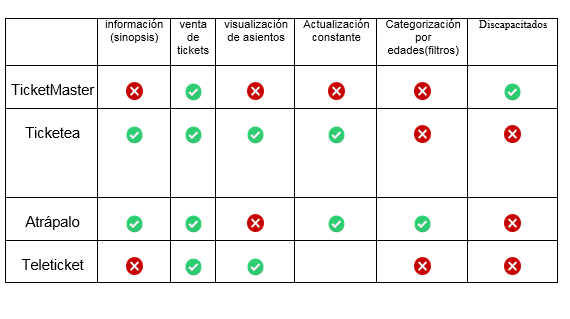 información
(sinopsis)
venta
de
tickets
visualización
de asientos
Actualización
constante
Categorización
por
edades(filtros)
Discapacitados
TicketMaster
Ticketea
Atrápalo
Teleticket